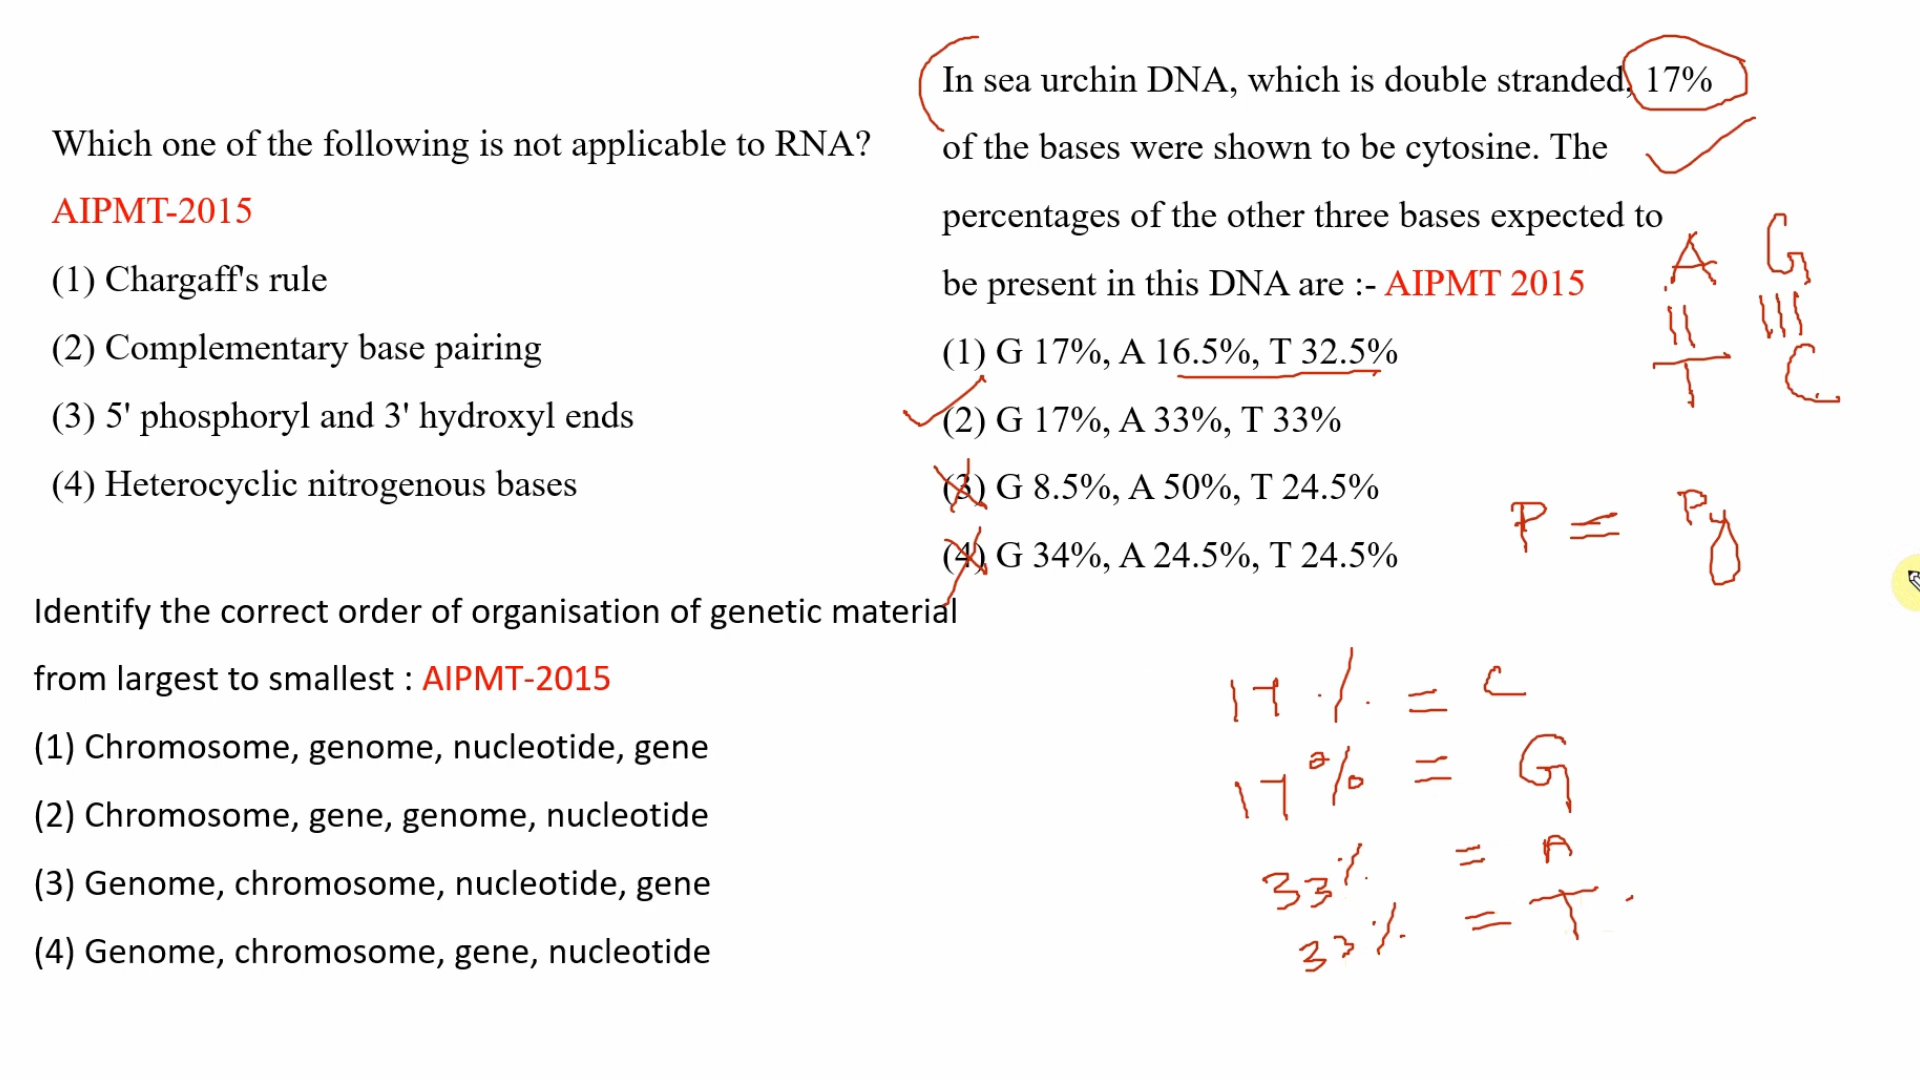 Which one of the following is not applicable to RNA?
AIPMT-2015
(1) Chargaff's rule
(2) Complementary base pairing
(3) 5' phosphoryl and 3' hydroxyl ends
(4) Heterocyclic nitrogenous bases
Identify the correct order of organisation of genetic material
from largest to smallest : AIPMT-2015
(1) Chromosome, genome, nucleotide, gene
(2) Chromosome, gene, genome, nucleotide
(3) Genome, chromosome, nucleotide, gene
(4) Genome, chromosome, gene, nucleotide
In sea urchin DNA, which is double stranded, 17%
of the bases were shown to be cytosine. The
percentages of the other three bases expected to
be present in this DNA are :- AIPMT 2015
(1) G 17%, A 16.5%, T 32.5%
(2) G 17%, A 33%, T 33%
(3) G 8.5%, A 50%, T 24.5%
(4) G 34%, A 24.5%, T 24.5%
A G
T C
P = Py
17% = C
17% = G
33% = A
33% = T